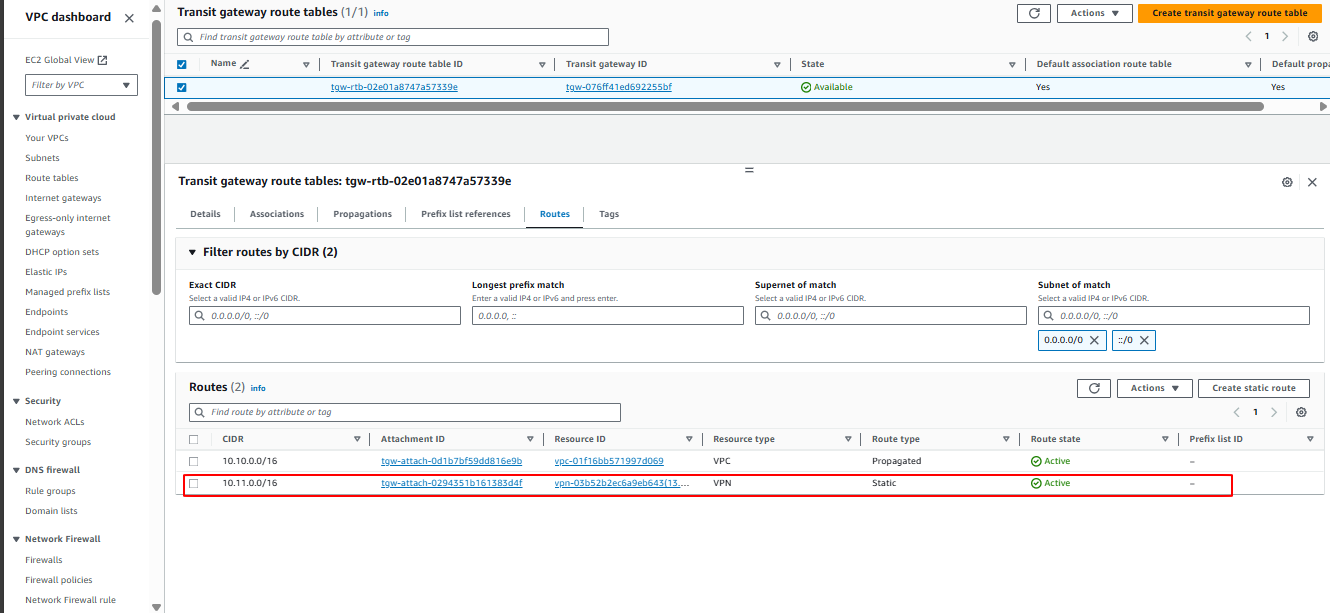 VPC dashboard
EC2 Global View
Filter by VPC
Virtual private cloud
Your VPCs
Subnets
Route tables
Internet gateways
Egress-only internet
gateways
DHCP option sets
Elastic IPs
Managed prefix lists
Endpoints
Endpoint services
NAT gateways
Peering connections
Security
Network ACLs
Security groups
DNS firewall
Rule groups
Domain lists
Network Firewall
Firewalls
Firewall policies
Network Firewall rule
Transit gateway route tables (1/1) info
Actions
Create transit gateway route table
Find transit gateway route table by attribute or tag
1
Name Transit gateway route table ID Transit gateway ID State Default association route table Default propa
tgw-rtb-02e01a8747a57339e tgw-076ff41ed692255bf Available Yes Yes
Transit gateway route tables: tgw-rtb-02e01a8747a57339e
Details Associations Propagations Prefix list references Routes Tags
Filter routes by CIDR (2)
Exact CIDR Longest prefix match Supernet of match Subnet of match
Select a valid IP4 or IPv6 CIDR. Enter a valid IP4 or IPv6 and press enter. Select a valid IP4 or IPv6 CIDR. Select a valid IP4 or IPv6 CIDR.
0.0.0.0/0, ::/0 0.0.0.0, :: 0.0.0.0/0, ::/0 0.0.0.0/0, ::/0
0.0.0.0/0 ::/0
Routes (2) info
Actions
Create static route
Find route by attribute or tag
1
CIDR Attachment ID Resource ID Resource type Route type Route state Prefix list ID
10.10.0.0/16 tgw-attach-0d1b7bf59dd816e9b vpc-01f16bb571997d069 VPC Propagated Active –
10.11.0.0/16 tgw-attach-0294351b161383d4f vpn-03b52b2ec6a9eb643(13.... VPN Static Active –